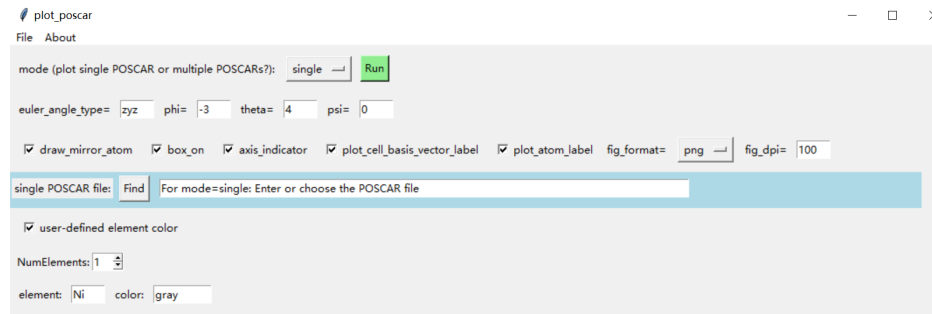 plot_poscar
File About
mode (plot single POSCAR or multiple POSCARs?): single Run
euler_angle_type= zyz phi= -3 theta= 4 psi= 0
draw_mirror_atom box_on axis_indicator plot_cell_basis_vector_label plot_atom_label fig_format= png fig_dpi= 100
single POSCAR file: Find For mode=single: Enter or choose the POSCAR file
user-defined element color
NumElements: 1
element: Ni color: gray